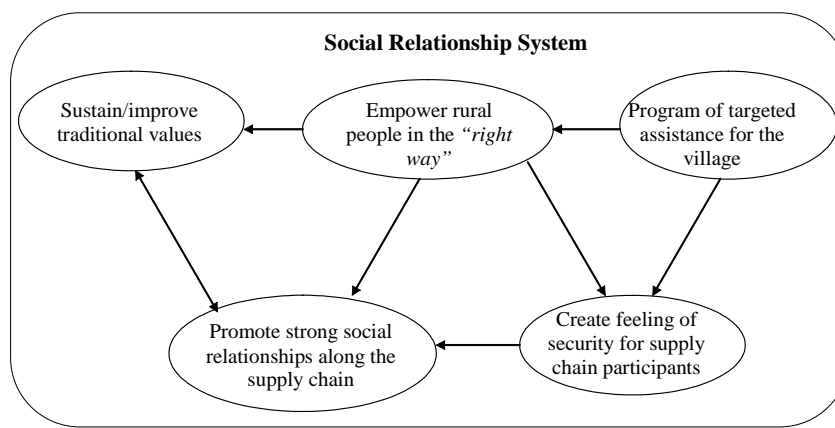 Social Relationship System
Sustain/improve
traditional values
Empower rural
people in the “right
way”
Program of targeted
assistance for the
village
Promote strong social
relationships along the
supply chain
Create feeling of
security for supply
chain participants